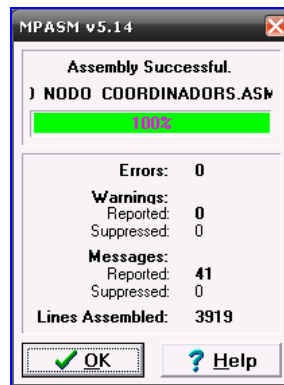 MPASM v5.14
Assembly Successful.
) NODO COORDINADORS.ASM
100%
Errors: 0
Warnings:
Reported: 0
Suppressed: 0
Messages:
Reported: 41
Suppressed: 0
Lines Assembled: 3919
OK
? Help